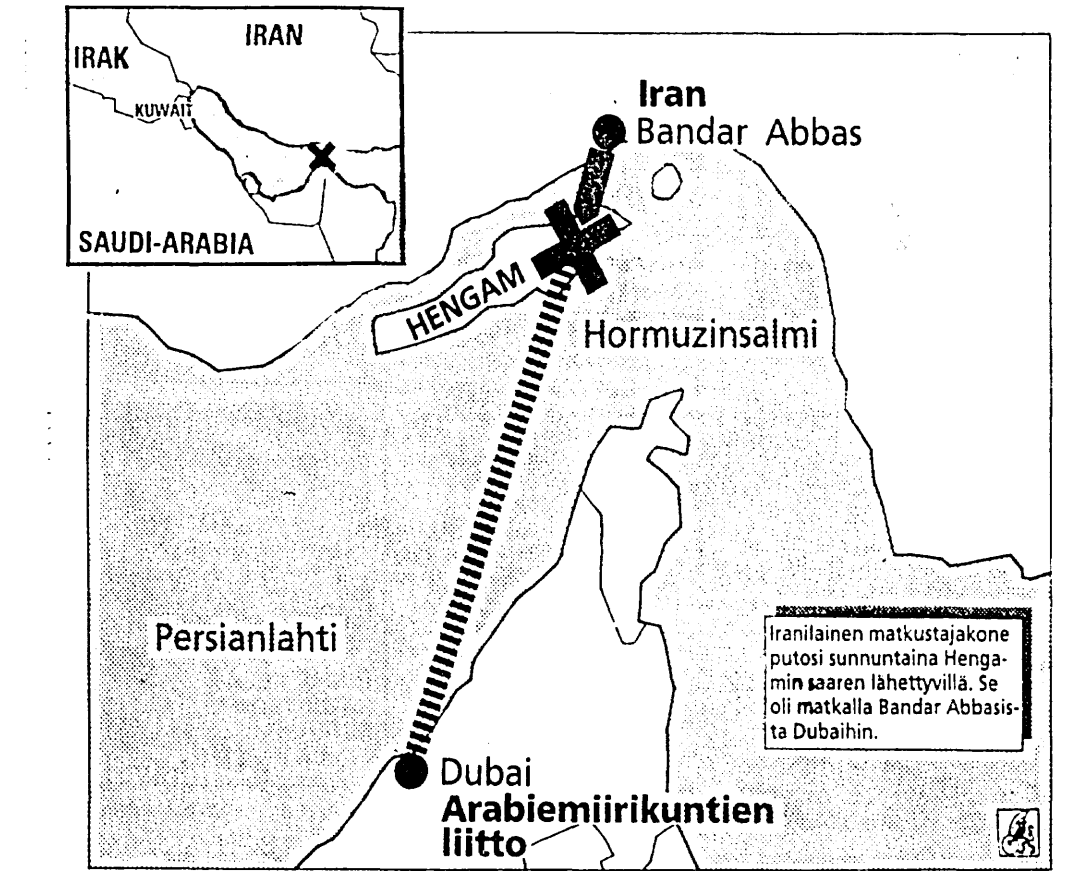 IRAN
IRAK
KUWAIT
SAUDI-ARABIA
Iran
Bandar Abbas
HENGAM
Hormuzinsalmi
Persianlahti
Iranilainen matkustajakone
putosi sunnuntaina Henga-
min saaren lähettyvillä. Se
oli matkalla Bandar Abbasis-
ta Dubaihin.
Dubai
Arabiemiirikuntien
liitto